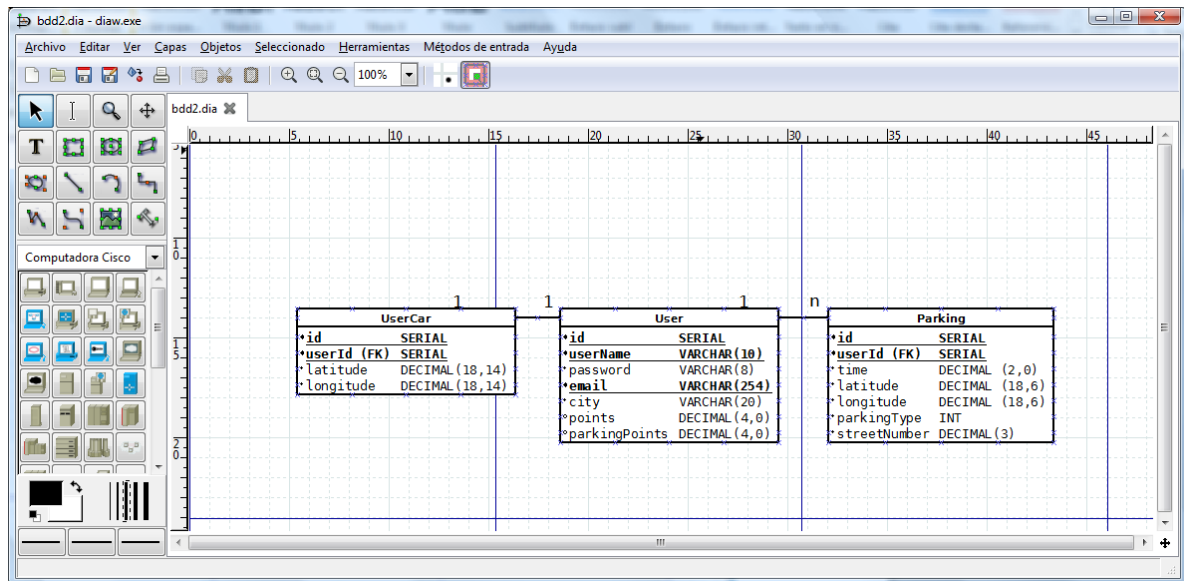 bdd2.dia - diaw.exe
Archivo Editar Ver Capas Objetos Seleccionado Herramientas Métodos de entrada Ayuda
100%
bdd2.dia
0 5 10 15 20 25 30 35 40 45
T
Computadora Cisco
10
15
20
1 1 1 n
UserCar
id SERIAL
userId (FK) SERIAL
latitude DECIMAL(18,14)
longitude DECIMAL(18,14)
User
id SERIAL
userName VARCHAR(10)
password VARCHAR(8)
email VARCHAR(254)
city VARCHAR(20)
points DECIMAL(4,0)
parkingPoints DECIMAL(4,0)
Parking
id SERIAL
userId (FK) SERIAL
time DECIMAL (2,0)
latitude DECIMAL (18,6)
longitude DECIMAL (18,6)
parkingType INT
streetNumber DECIMAL(3)